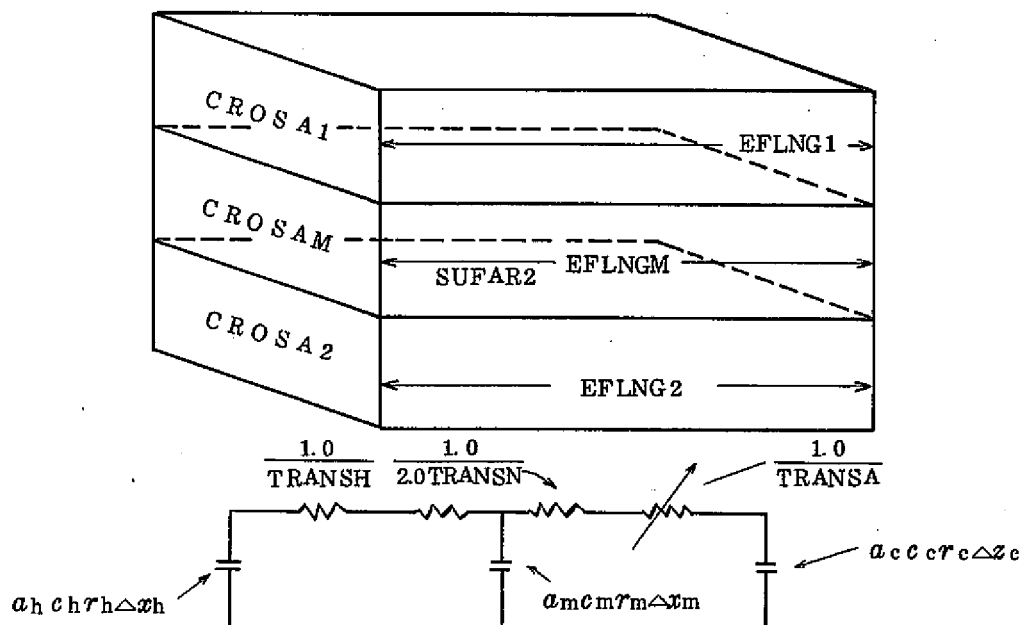 CROSA1
EFLNG1
CROSAM
SUFAR2
EFLNGM
CROSA2
EFLNG2
1.0
TRANSH
1.0
2.0TRANSN
1.0
TRANSA
ahchrh△xh
amcmrm△xm
acccrc△zc